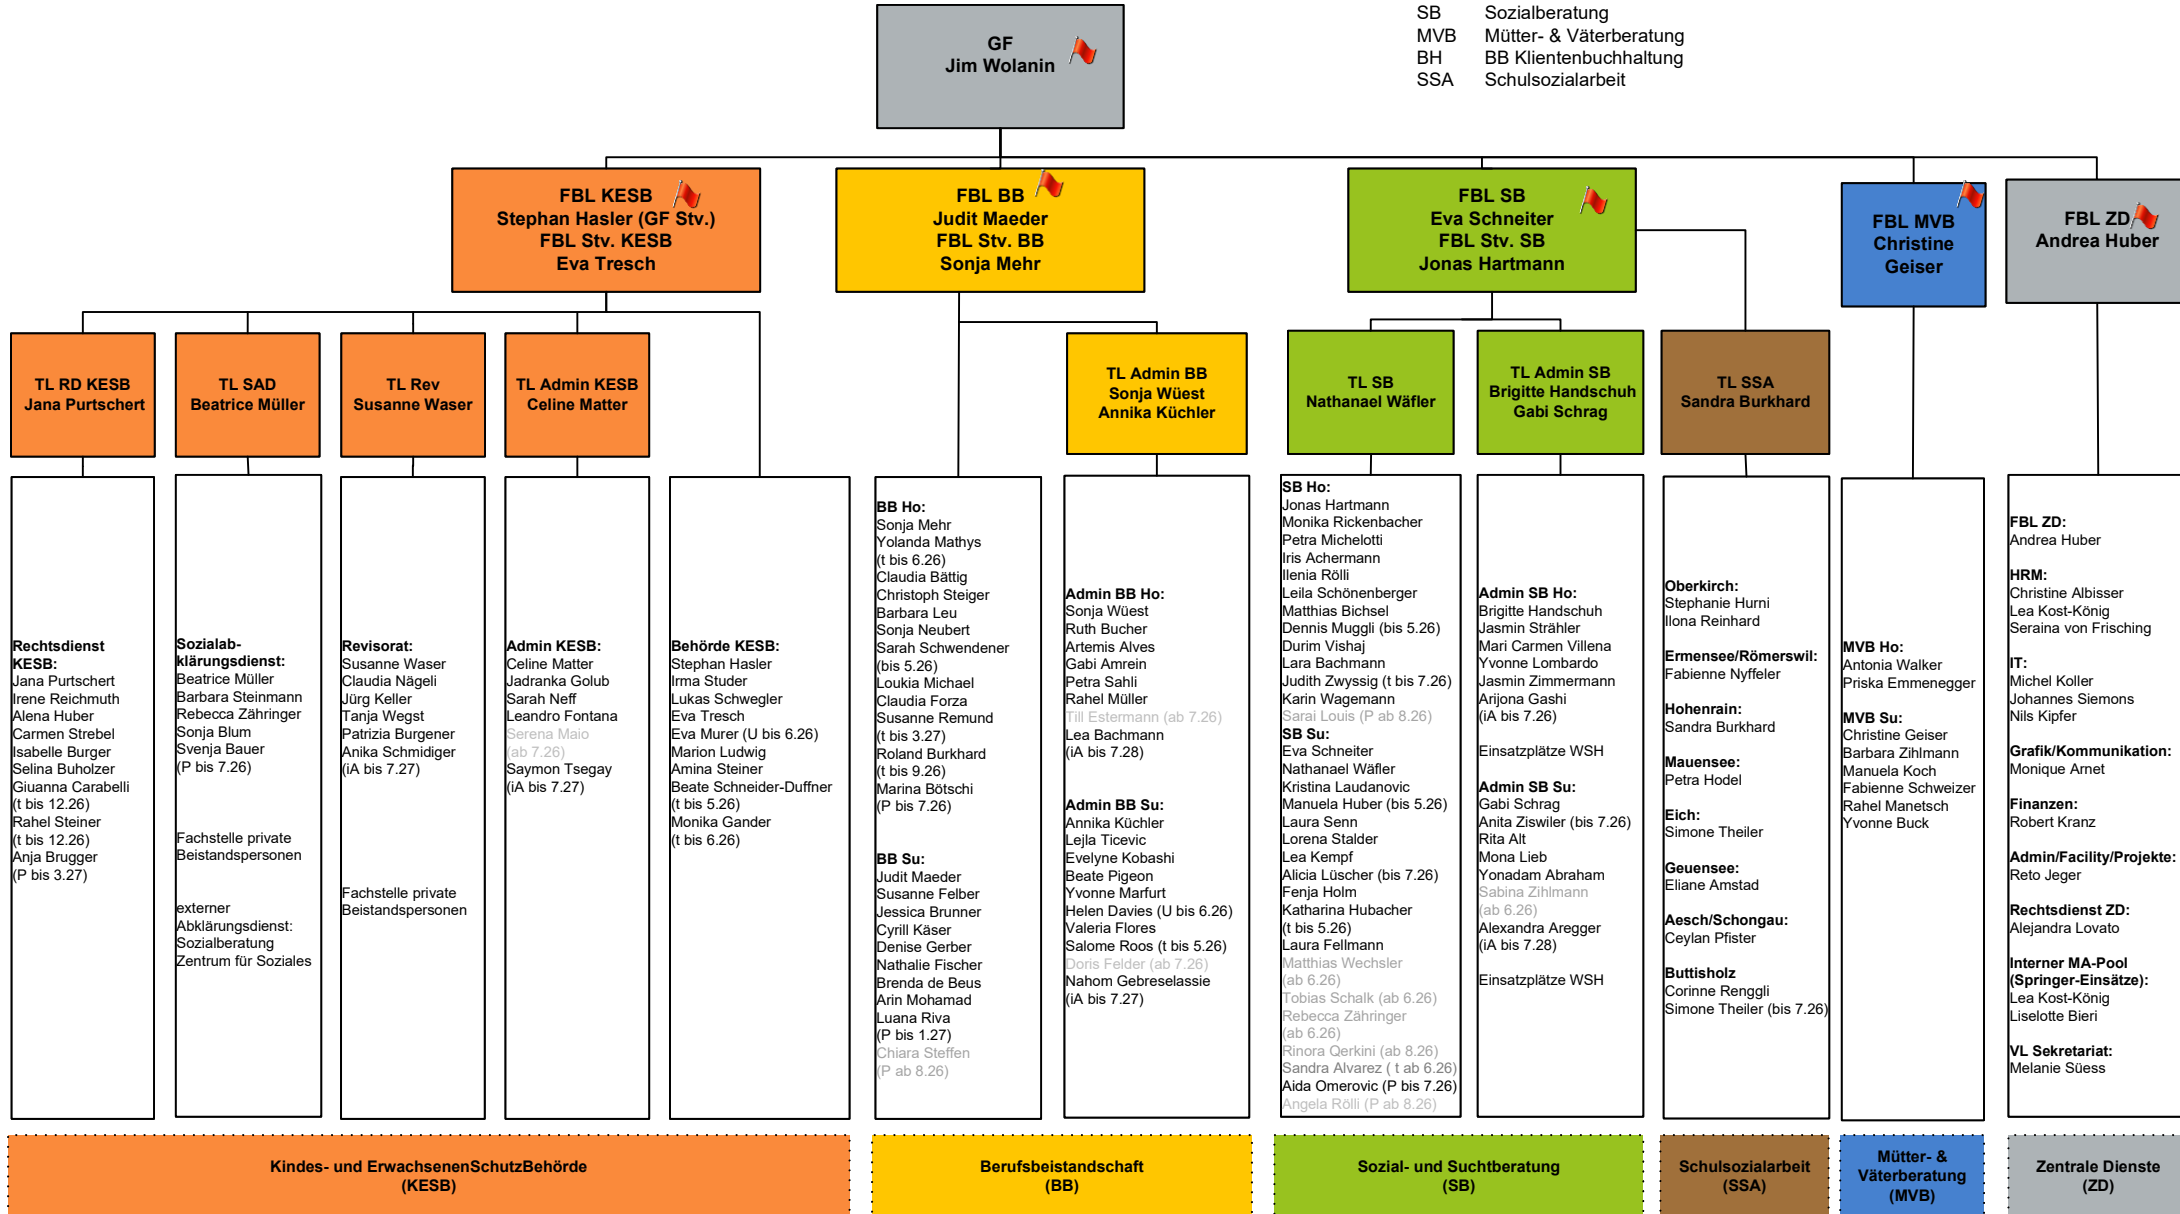 SB Sozialberatung
MVB Mütter- & Väterberatung
BH BB Klientenbuchhaltung
SSA Schulsozialarbeit
GF
Jim Wolanin
FBL KESB
Stephan Hasler (GF Stv.)
FBL Stv. KESB
Eva Tresch
FBL BB
Judit Maeder
FBL Stv. BB
Sonja Mehr
FBL SB
Eva Schneiter
FBL Stv. SB
Jonas Hartmann
FBL MVB
Christine
Geiser
FBL ZD
Andrea Huber
TL RD KESB
Jana Purtschert
TL SAD
Beatrice Müller
TL Rev
Susanne Waser
TL Admin KESB
Celine Matter
TL Admin BB
Sonja Wüest
Annika Küchler
TL SB
Nathanael Wäfler
TL Admin SB
Brigitte Handschuh
Gabi Schrag
TL SSA
Sandra Burkhard
Rechtsdienst
KESB:
Jana Purtschert
Irene Reichmuth
Alena Huber
Carmen Strebel
Isabelle Burger
Selina Buholzer
Giuanna Carabelli
(t bis 12.26)
Rahel Steiner
(t bis 12.26)
Anja Brugger
(P bis 3.27)
Sozialab-
klärungsdienst:
Beatrice Müller
Barbara Steinmann
Rebecca Zähringer
Sonja Blum
Svenja Bauer
(P bis 7.26)
Fachstelle private
Beistandspersonen
externer
Abklärungsdienst:
Sozialberatung
Zentrum für Soziales
Revisorat:
Susanne Waser
Claudia Nägeli
Jürg Keller
Tanja Wegst
Patrizia Burgener
Anika Schmidiger
(iA bis 7.27)
Fachstelle private
Beistandspersonen
Admin KESB:
Celine Matter
Jadranka Golub
Sarah Neff
Leandro Fontana
Serena Maio
(ab 7.26)
Saymon Tsegay
(iA bis 7.27)
Behörde KESB:
Stephan Hasler
Irma Studer
Lukas Schwegler
Eva Tresch
Eva Murer (U bis 6.26)
Marion Ludwig
Amina Steiner
Beate Schneider-Duffner
(t bis 5.26)
Monika Gander
(t bis 6.26)
BB Ho:
Sonja Mehr
Yolanda Mathys
(t bis 6.26)
Claudia Bättig
Christoph Steiger
Barbara Leu
Sonja Neubert
Sarah Schwendener
(bis 5.26)
Loukia Michael
Claudia Forza
Susanne Remund
(t bis 3.27)
Roland Burkhard
(t bis 9.26)
Marina Bötschi
(P bis 7.26)
BB Su:
Judit Maeder
Susanne Felber
Jessica Brunner
Cyrill Käser
Denise Gerber
Nathalie Fischer
Brenda de Beus
Arin Mohamad
Luana Riva
(P bis 1.27)
Chiara Steffen
(P ab 8.26)
Admin BB Ho:
Sonja Wüest
Ruth Bucher
Artemis Alves
Gabi Amrein
Petra Sahli
Rahel Müller
Till Estermann (ab 7.26)
Lea Bachmann
(iA bis 7.28)
Admin BB Su:
Annika Küchler
Lejla Ticevic
Evelyne Kobashi
Beate Pigeon
Yvonne Marfurt
Helen Davies (U bis 6.26)
Valeria Flores
Salome Roos (t bis 5.26)
Doris Felder (ab 7.26)
Nahom Gebreselassie
(iA bis 7.27)
SB Ho:
Jonas Hartmann
Monika Rickenbacher
Petra Michelotti
Iris Achermann
Ilenia Rölli
Leila Schönenberger
Matthias Bichsel
Dennis Muggli (bis 5.26)
Durim Vishaj
Lara Bachmann
Judith Zwyssig (t bis 7.26)
Karin Wagemann
Sarai Louis (P ab 8.26)
SB Su:
Eva Schneiter
Nathanael Wäfler
Kristina Laudanovic
Manuela Huber (bis 5.26)
Laura Senn
Lorena Stalder
Lea Kempf
Alicia Lüscher (bis 7.26)
Fenja Holm
Katharina Hubacher
(t bis 5.26)
Laura Fellmann
Matthias Wechsler
(ab 6.26)
Tobias Schalk (ab 6.26)
Rebecca Zähringer
(ab 6.26)
Rinora Qerkini (ab 8.26)
Sandra Alvarez ( t ab 6.26)
Aida Omerovic (P bis 7.26)
Angela Rölli (P ab 8.26)
Admin SB Ho:
Brigitte Handschuh
Jasmin Strähler
Mari Carmen Villena
Yvonne Lombardo
Jasmin Zimmermann
Arijona Gashi
(iA bis 7.26)
Einsatzplätze WSH
Admin SB Su:
Gabi Schrag
Anita Ziswiler (bis 7.26)
Rita Alt
Mona Lieb
Yonadam Abraham
Sabina Zihlmann
(ab 6.26)
Alexandra Aregger
(iA bis 7.28)
Einsatzplätze WSH
Oberkirch:
Stephanie Hurni
Ilona Reinhard
Ermensee/Römerswil:
Fabienne Nyffeler
Hohenrain:
Sandra Burkhard
Mauensee:
Petra Hodel
Eich:
Simone Theiler
Geuensee:
Eliane Amstad
Aesch/Schongau:
Ceylan Pfister
Buttisholz
Corinne Renggli
Simone Theiler (bis 7.26)
MVB Ho:
Antonia Walker
Priska Emmenegger
MVB Su:
Christine Geiser
Barbara Zihlmann
Manuela Koch
Fabienne Schweizer
Rahel Manetsch
Yvonne Buck
FBL ZD:
Andrea Huber
HRM:
Christine Albisser
Lea Kost-König
Seraina von Frisching
IT:
Michel Koller
Johannes Siemons
Nils Kipfer
Grafik/Kommunikation:
Monique Arnet
Finanzen:
Robert Kranz
Admin/Facility/Projekte:
Reto Jeger
Rechtsdienst ZD:
Alejandra Lovato
Interner MA-Pool
(Springer-Einsätze):
Lea Kost-König
Liselotte Bieri
VL Sekretariat:
Melanie Süess
Kindes- und ErwachsenenSchutzBehörde
(KESB)
Berufsbeistandschaft
(BB)
Sozial- und Suchtberatung
(SB)
Schulsozialarbeit
(SSA)
Mütter- &
Väterberatung
(MVB)
Zentrale Dienste
(ZD)